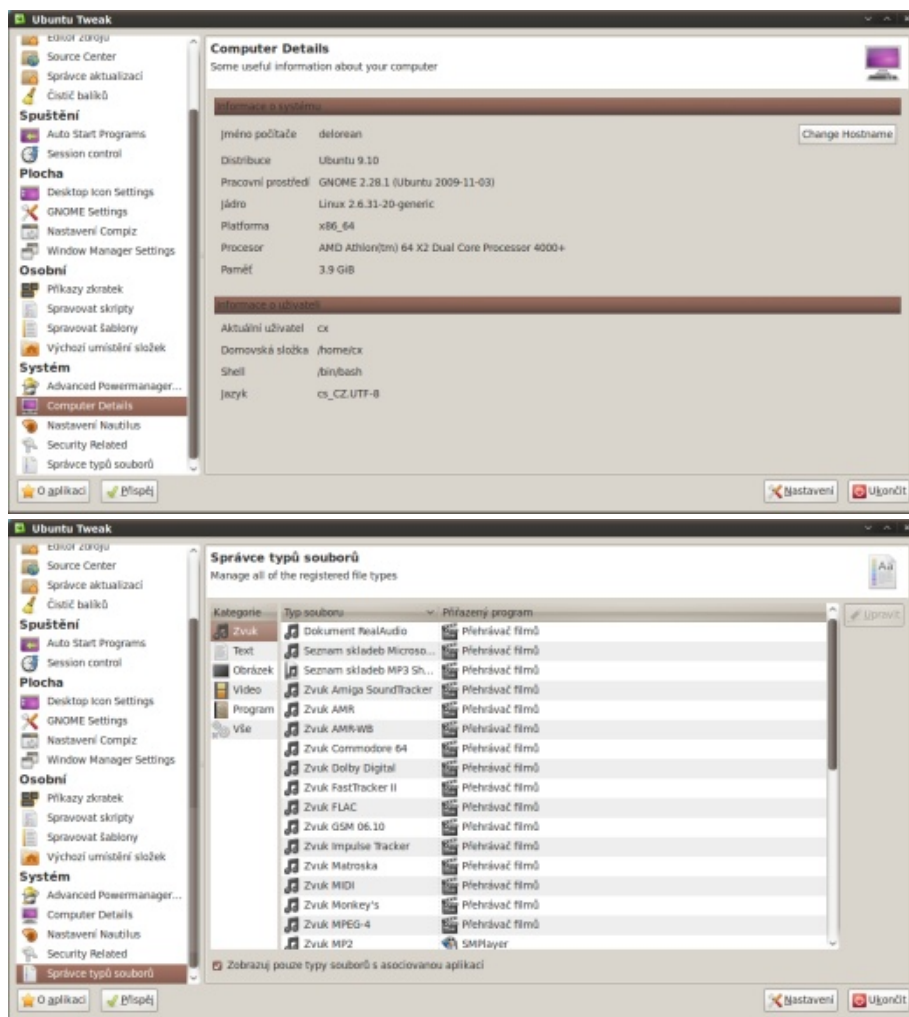 Ubuntu Tweak
Editor zdrojů
Source Center
Správce aktualizací
Čistič balíků
Spuštění
Auto Start Programs
Session control
Plocha
Desktop Icon Settings
GNOME Settings
Nastavení Compiz
Window Manager Settings
Osobní
Příkazy zkratek
Spravovat skripty
Spravovat šablony
Výchozí umístění složek
Systém
Advanced Powermanager...
Computer Details
Nastavení Nautilus
Security Related
Správce typů souborů
Computer Details
Some useful information about your computer
Informace o systému
Jméno počítače delorean Change Hostname
Distribuce Ubuntu 9.10
Pracovní prostředí GNOME 2.28.1 (Ubuntu 2009-11-03)
Jádro Linux 2.6.31-20-generic
Platforma x86_64
Procesor AMD Athlon(tm) 64 X2 Dual Core Processor 4000+
Paměť 3.9 GiB
Informace o uživateli
Aktuální uživatel cx
Domovská složka /home/cx
Shell /bin/bash
Jazyk cs_CZ.UTF-8
O aplikaci Přispěj Nastavení Ukončit
Ubuntu Tweak
Editor zdrojů
Source Center
Správce aktualizací
Čistič balíků
Spuštění
Auto Start Programs
Session control
Plocha
Desktop Icon Settings
GNOME Settings
Nastavení Compiz
Window Manager Settings
Osobní
Příkazy zkratek
Spravovat skripty
Spravovat šablony
Výchozí umístění složek
Systém
Advanced Powermanager...
Computer Details
Nastavení Nautilus
Security Related
Správce typů souborů
Správce typů souborů
Manage all of the registered file types
Aa
Kategorie
Zvuk
Text
Obrázek
Video
Program
Vše
Typ souboru Přiřazený program
Dokument RealAudio Přehrávač filmů
Seznam skladeb Microso... Přehrávač filmů
Seznam skladeb MP3 Sh... Přehrávač filmů
Zvuk Amiga SoundTracker Přehrávač filmů
Zvuk AMR Přehrávač filmů
Zvuk AMR-WB Přehrávač filmů
Zvuk Commodore 64 Přehrávač filmů
Zvuk Dolby Digital Přehrávač filmů
Zvuk FastTracker II Přehrávač filmů
Zvuk FLAC Přehrávač filmů
Zvuk GSM 06.10 Přehrávač filmů
Zvuk Impulse Tracker Přehrávač filmů
Zvuk Matroska Přehrávač filmů
Zvuk MIDI Přehrávač filmů
Zvuk Monkey's Přehrávač filmů
Zvuk MPEG-4 Přehrávač filmů
Zvuk MP2 SMPlayer
Upravit
Zobrazuj pouze typy souborů s asociovanou aplikací
O aplikaci Přispěj Nastavení Ukončit